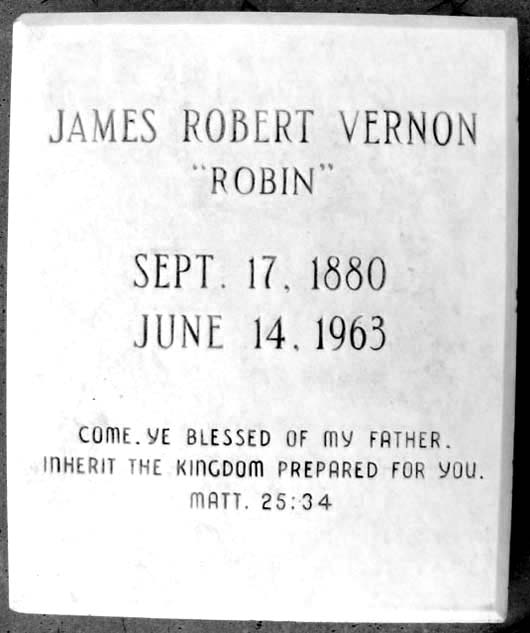 JAMES ROBERT VERNON
"ROBIN"
SEPT. 17, 1880
JUNE 14, 1963
COME, YE BLESSED OF MY FATHER,
INHERIT THE KINGDOM PREPARED FOR YOU.
MATT. 25:34